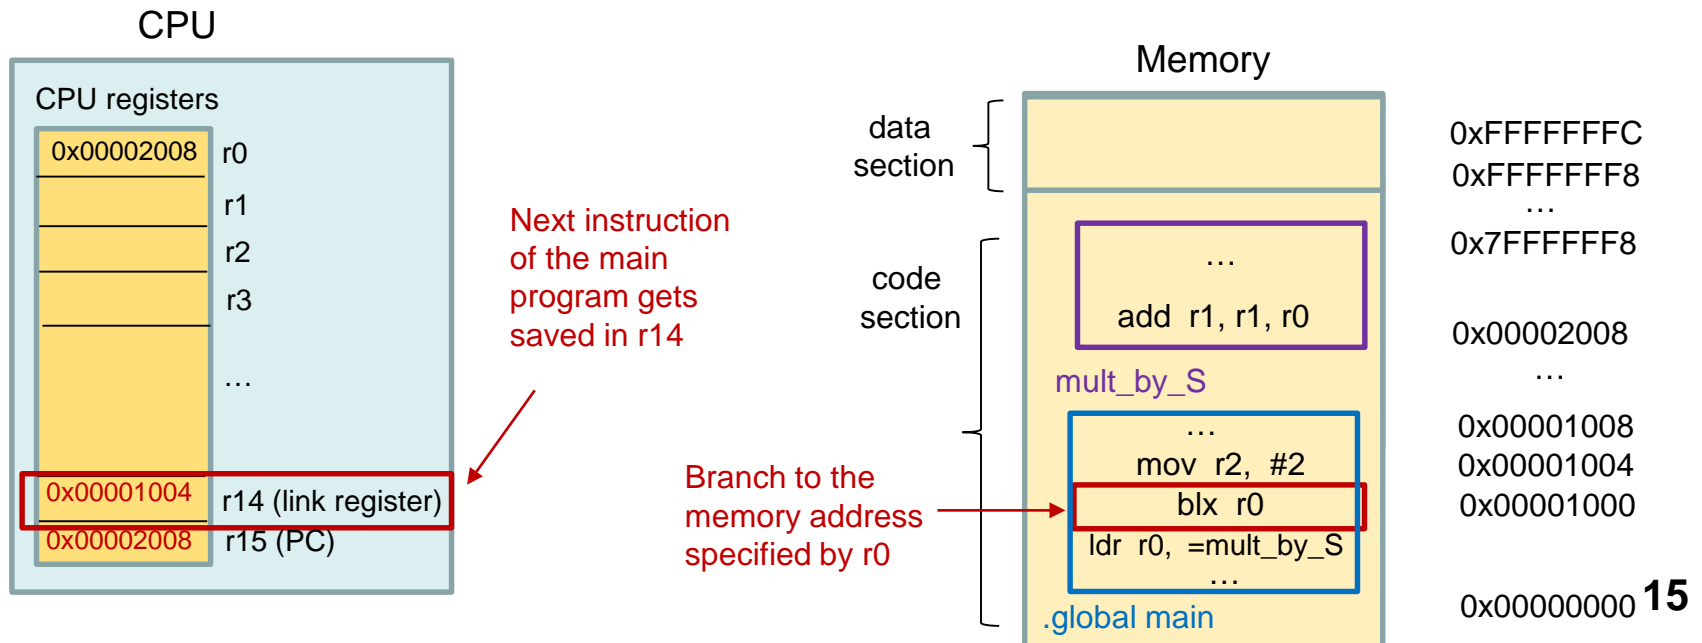 CPU
CPU registers
0x00002008 r0
r1
r2
r3
…
0x00001004 r14 (link register)
0x00002008 r15 (PC)
Next instruction
of the main
program gets
saved in r14
Branch to the
memory address
specified by r0
Memory
data
section
code
section
…
add r1, r1, r0
mult_by_S
…
mov r2, #2
blx r0
ldr r0, =mult_by_S
…
.global main
0xFFFFFFFC
0xFFFFFFF8
…
0x7FFFFFF8
0x00002008
…
0x00001008
0x00001004
0x00001000
0x00000000
15